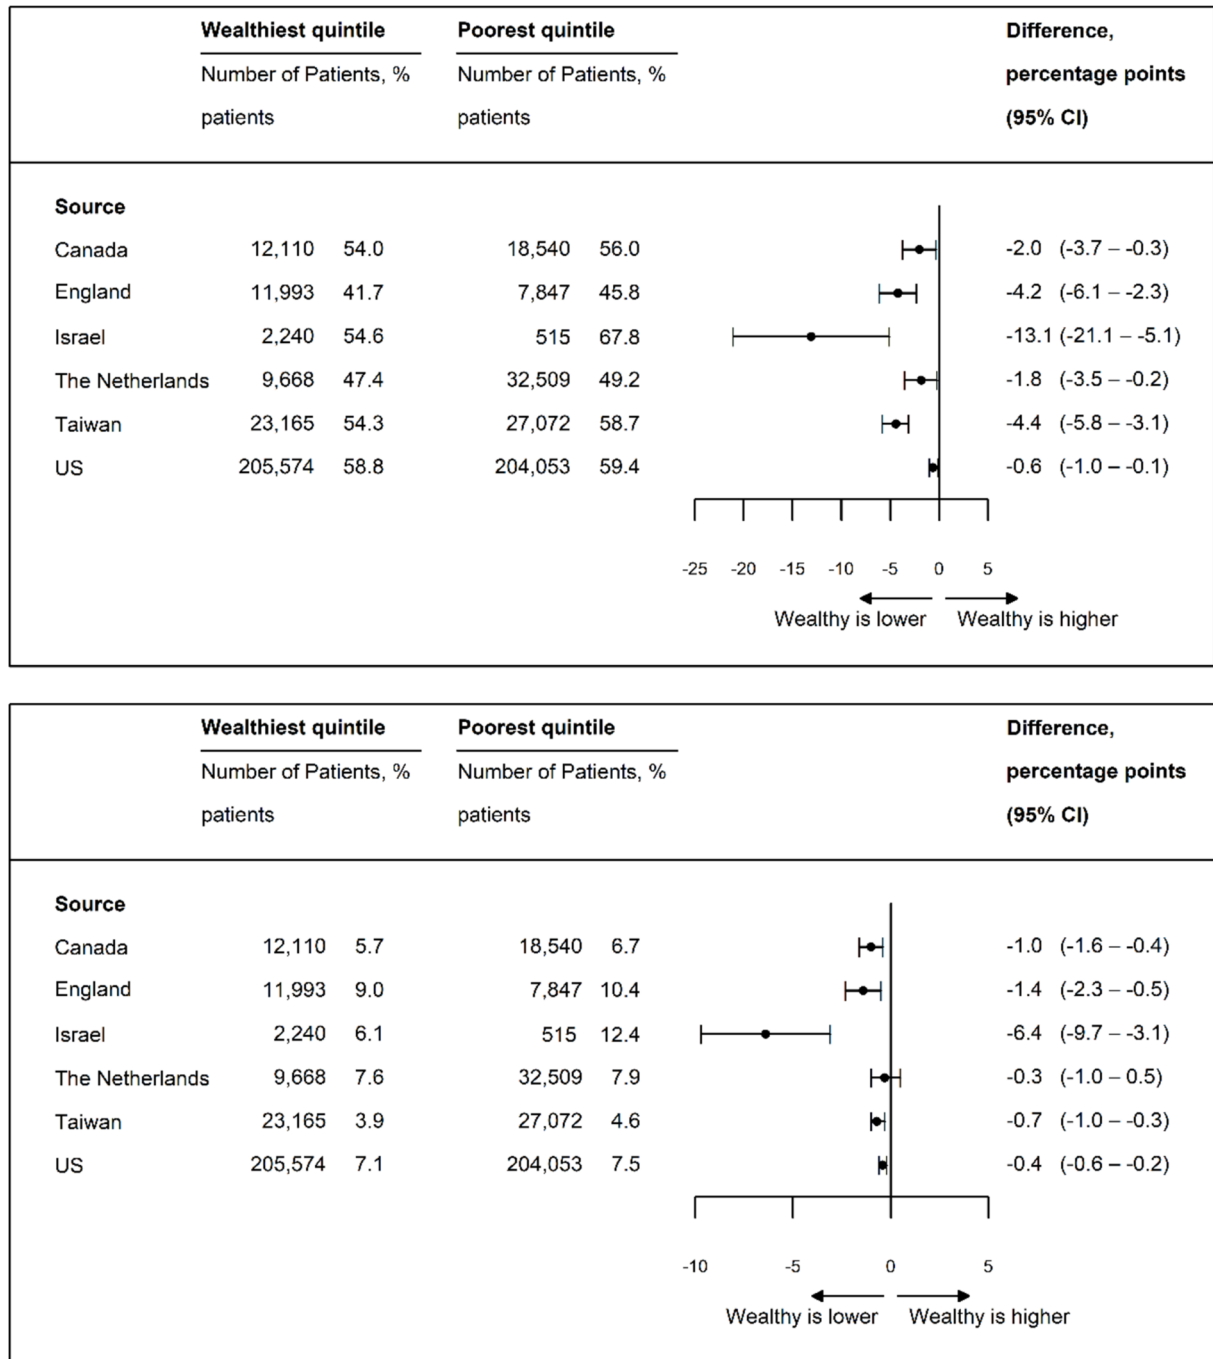 Wealthiest quintile Poorest quintile Difference,
Number of Patients, % Number of Patients, % percentage points
patients patients (95% CI)
Source
Canada 12,110 54.0 18,540 56.0 -2.0 (-3.7 – -0.3)
England 11,993 41.7 7,847 45.8 -4.2 (-6.1 – -2.3)
Israel 2,240 54.6 515 67.8 -13.1 (-21.1 – -5.1)
The Netherlands 9,668 47.4 32,509 49.2 -1.8 (-3.5 – -0.2)
Taiwan 23,165 54.3 27,072 58.7 -4.4 (-5.8 – -3.1)
US 205,574 58.8 204,053 59.4 -0.6 (-1.0 – -0.1)
-25 -20 -15 -10 -5 0 5
Wealthy is lower Wealthy is higher
Wealthiest quintile Poorest quintile Difference,
Number of Patients, % Number of Patients, % percentage points
patients patients (95% CI)
Source
Canada 12,110 5.7 18,540 6.7 -1.0 (-1.6 – -0.4)
England 11,993 9.0 7,847 10.4 -1.4 (-2.3 – -0.5)
Israel 2,240 6.1 515 12.4 -6.4 (-9.7 – -3.1)
The Netherlands 9,668 7.6 32,509 7.9 -0.3 (-1.0 – 0.5)
Taiwan 23,165 3.9 27,072 4.6 -0.7 (-1.0 – -0.3)
US 205,574 7.1 204,053 7.5 -0.4 (-0.6 – -0.2)
-10 -5 0 5
Wealthy is lower Wealthy is higher